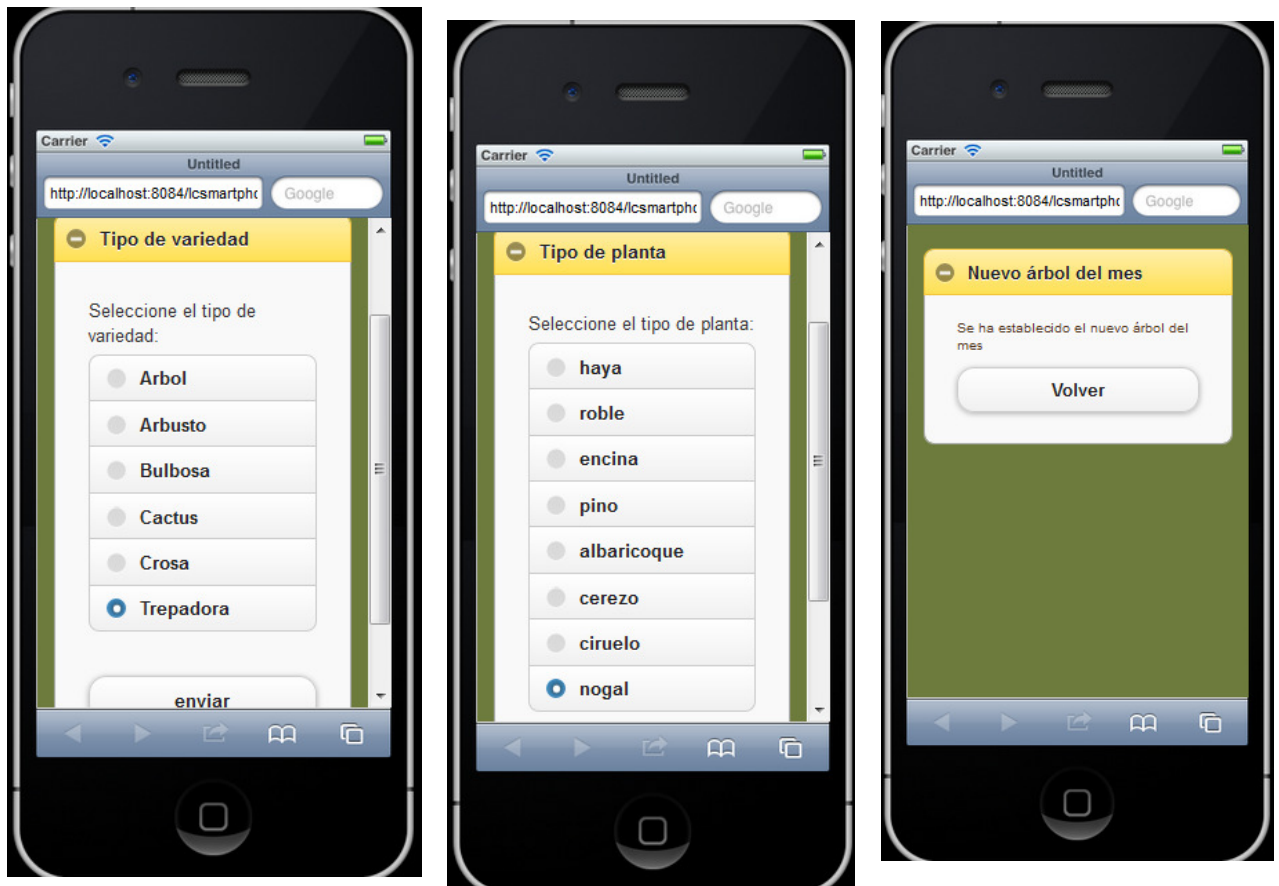 Carrier
Untitled
http://localhost:8084/lcsmartpho
Google
Tipo de variedad
Seleccione el tipo de
variedad:
Arbol
Arbusto
Bulbosa
Cactus
Crosa
Trepadora
enviar
Carrier
Untitled
http://localhost:8084/lcsmartpho
Google
Tipo de planta
Seleccione el tipo de planta:
haya
roble
encina
pino
albaricoque
cerezo
ciruelo
nogal
Carrier
Untitled
http://localhost:8084/lcsmartpho
Google
Nuevo árbol del mes
Se ha establecido el nuevo árbol del
mes
Volver